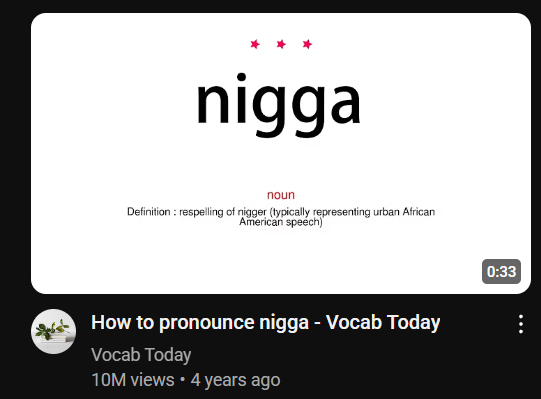 nigga
noun
Definition : respelling of nigger (typically representing urban African
American speech)
0:33
How to pronounce nigga - Vocab Today
Vocab Today
10M views • 4 years ago